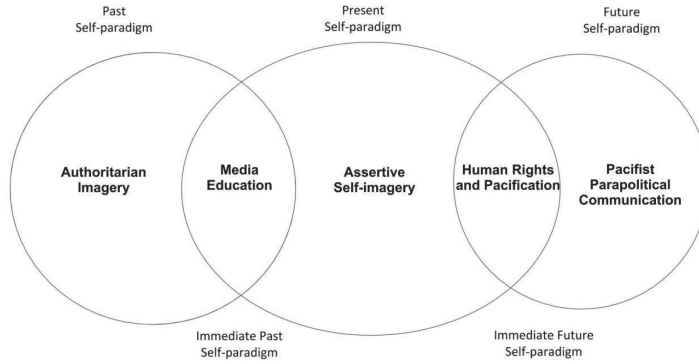 Past
Self-paradigm
Present
Self-paradigm
Future
Self-paradigm
Authoritarian
Imagery
Media
Education
Assertive
Self-imagery
Human Rights
and Pacification
Pacifist
Parapolitical
Communication
Immediate Past
Self-paradigm
Immediate Future
Self-paradigm